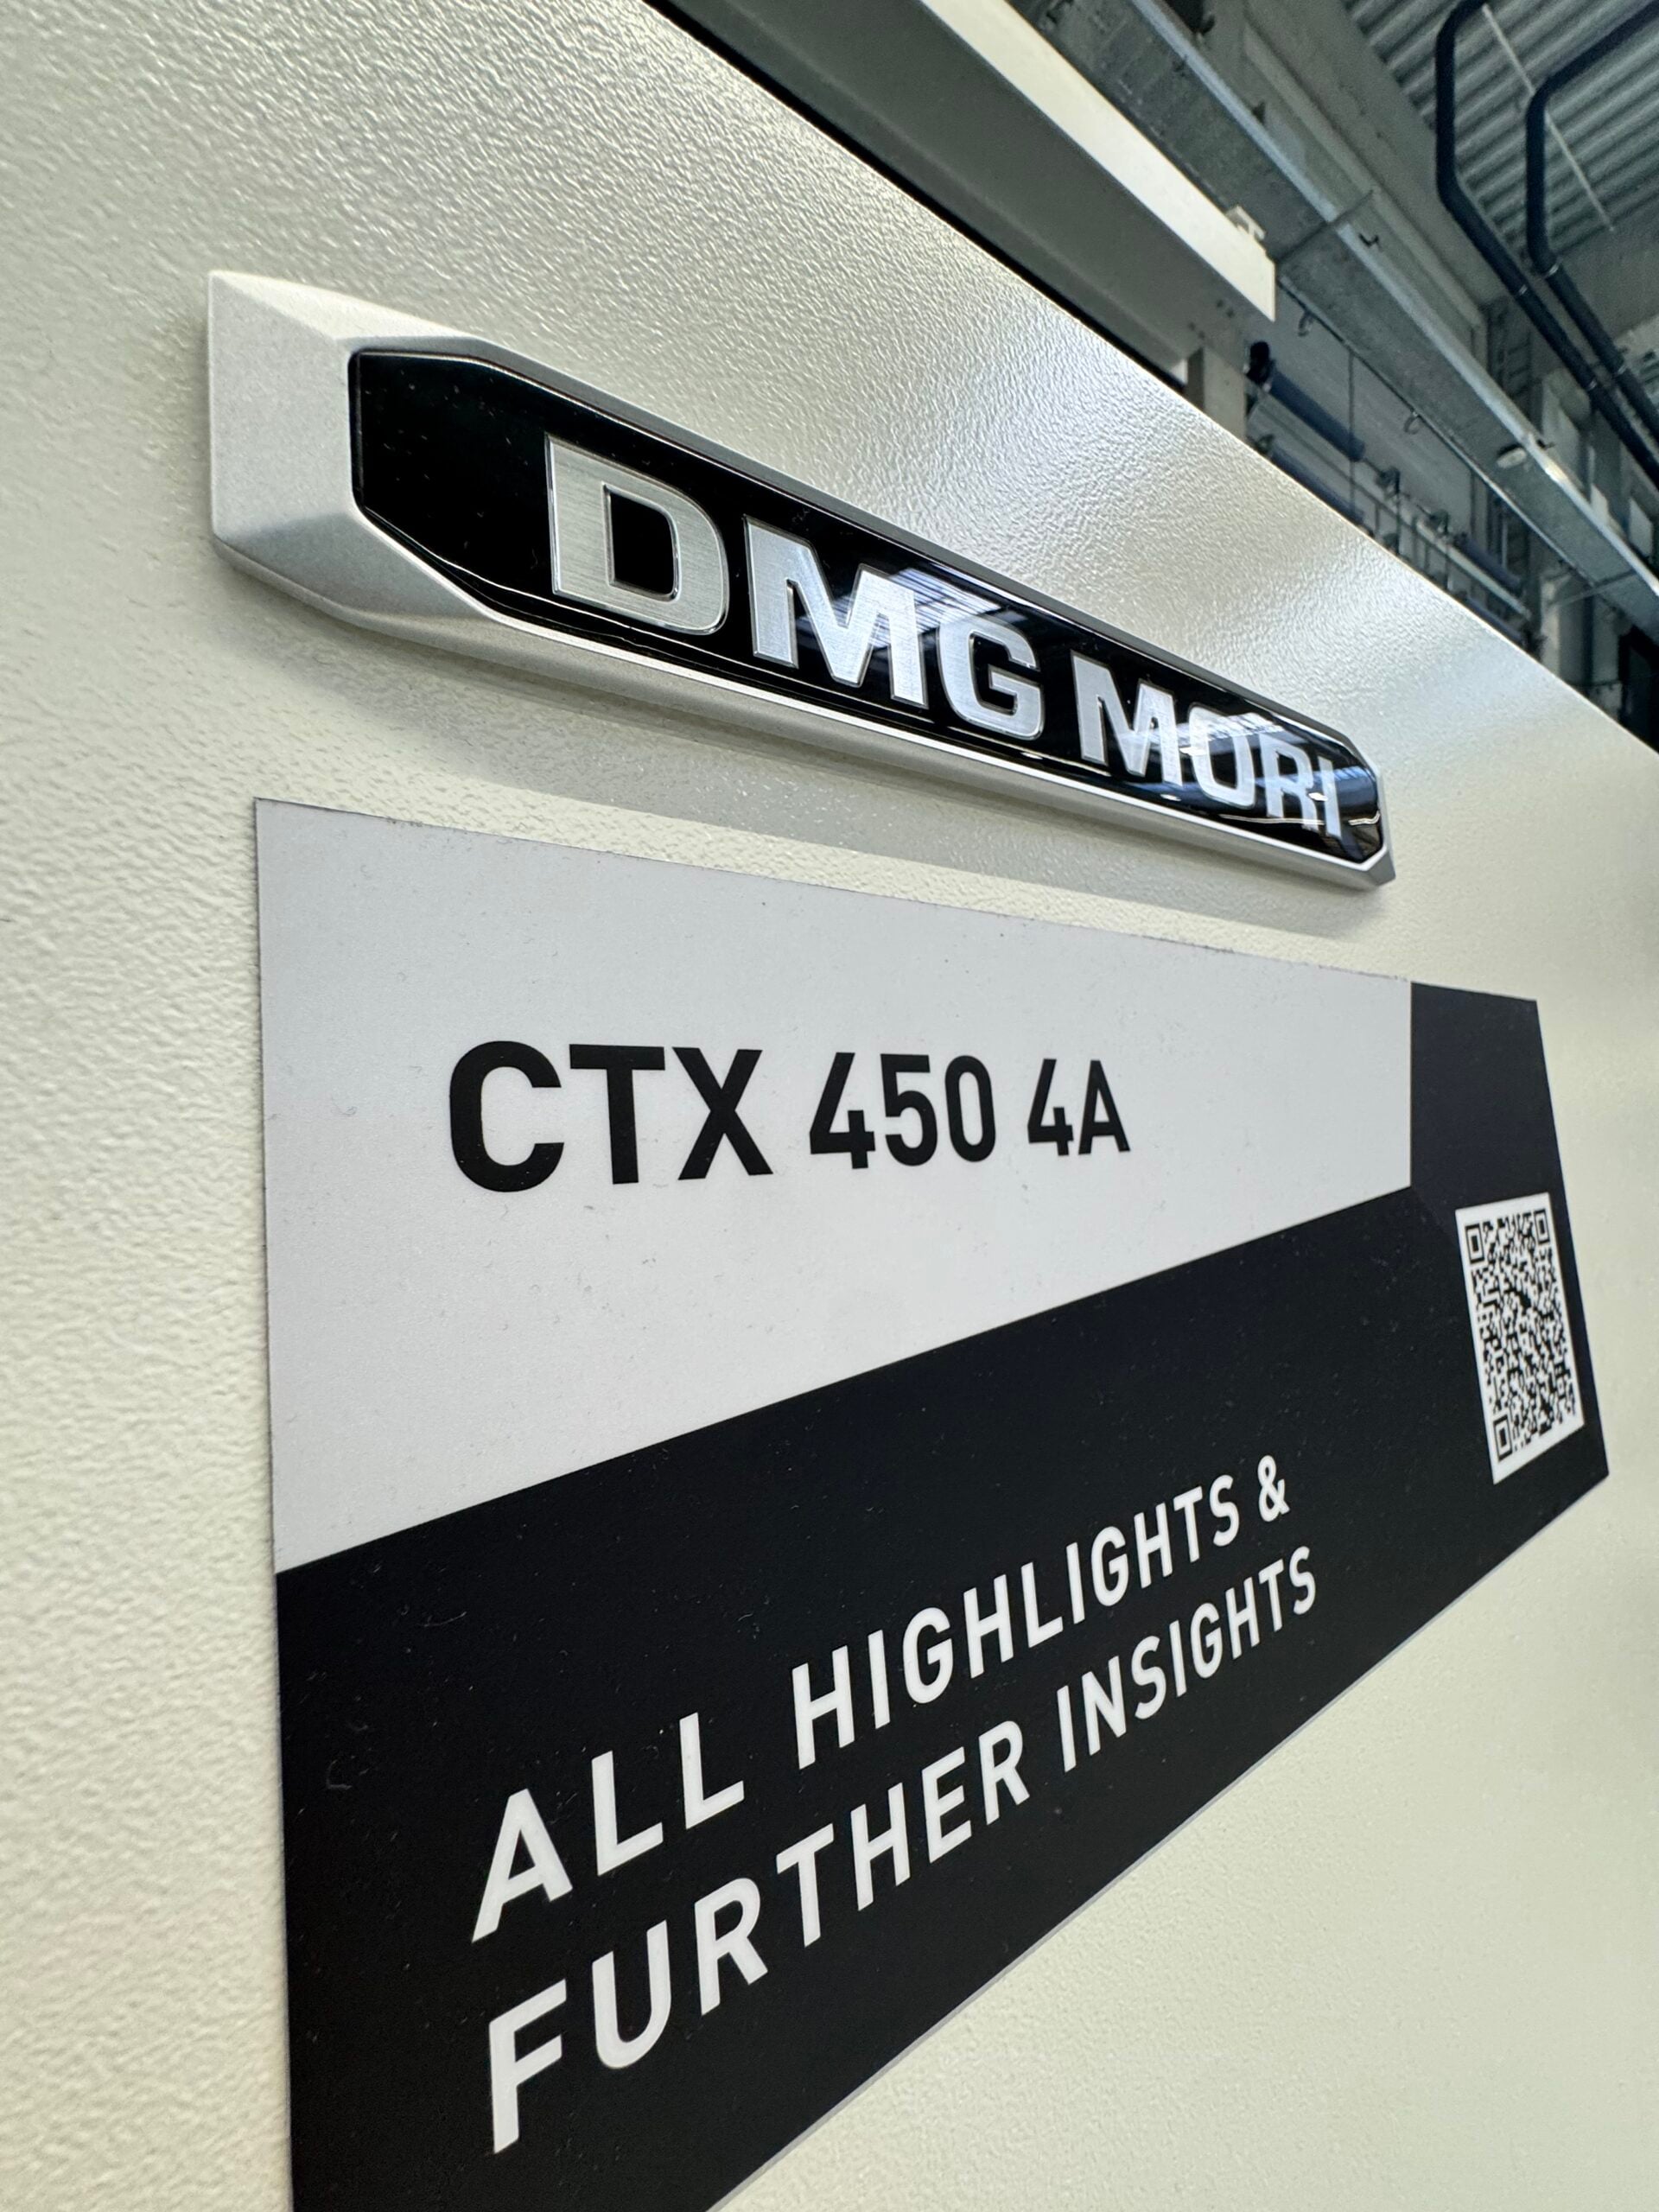 DMG MORI
CTX 450 4A
ALL HIGHLIGHTS &
FURTHER INSIGHTS